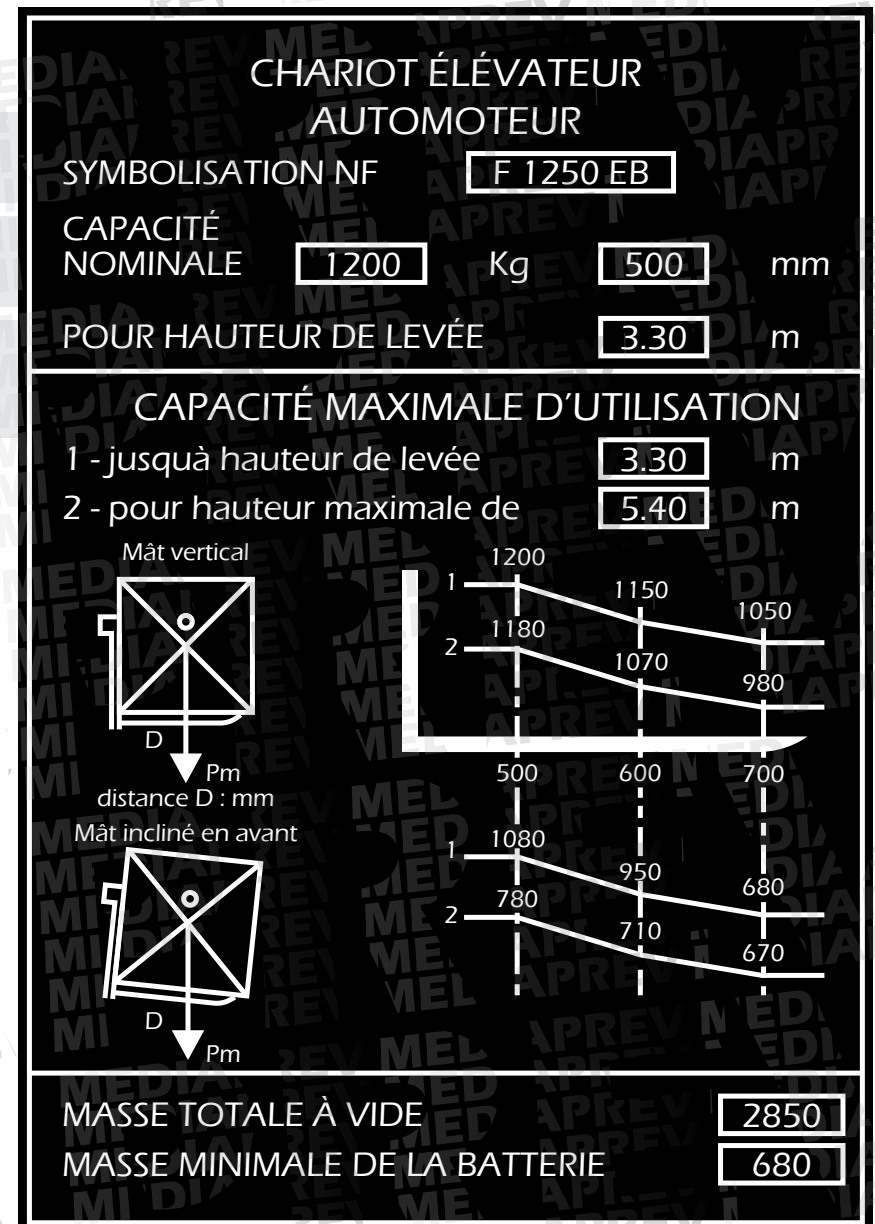 CHARIOT ÉLÉVATEUR
AUTOMOTEUR
SYMBOLISATION NF F 1250 EB
CAPACITÉ
NOMINALE 1200 Kg 500 mm
POUR HAUTEUR DE LEVÉE 3.30 m
CAPACITÉ MAXIMALE D'UTILISATION
1 - jusquà hauteur de levée 3.30 m
2 - pour hauteur maximale de 5.40 m
Mât vertical
D
Pm
distance D : mm
1200
1
1150
1050
1180
2
1070
980
500 600 700
Mât incliné en avant
D
Pm
1080
1
950
680
780
2
710
670
MASSE TOTALE À VIDE 2850
MASSE MINIMALE DE LA BATTERIE 680